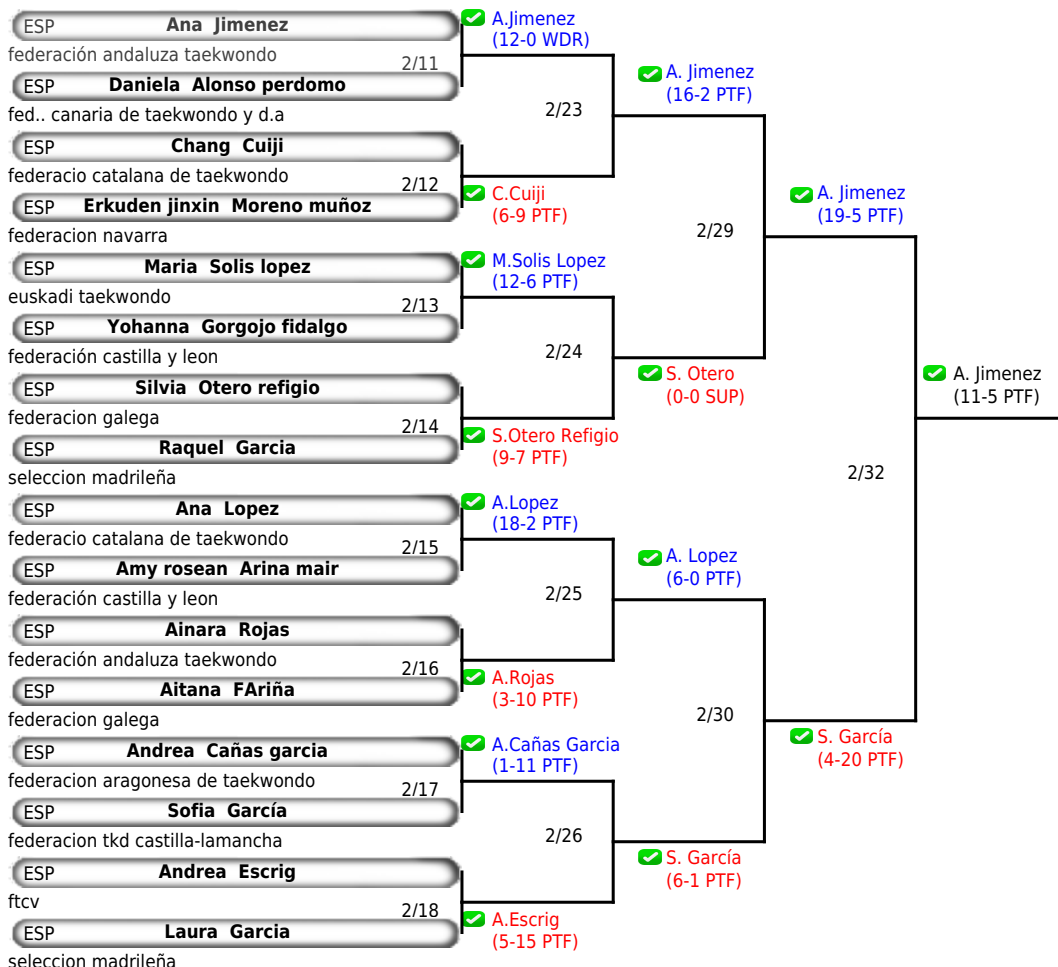 ESP Ana Jimenez
federación andaluza taekwondo
2/11
ESP Daniela Alonso perdomo
fed.. canaria de taekwondo y d.a
ESP Chang Cuiji
federacio catalana de taekwondo
2/12
ESP Erkuden jinxin Moreno muñoz
federacion navarra
ESP Maria Solis lopez
euskadi taekwondo
2/13
ESP Yohanna Gorgojo fidalgo
federación castilla y leon
ESP Silvia Otero refigio
federacion galega
2/14
ESP Raquel Garcia
seleccion madrileña
ESP Ana Lopez
federacio catalana de taekwondo
2/15
ESP Amy rosean Arina mair
federación castilla y leon
ESP Ainara Rojas
federación andaluza taekwondo
2/16
ESP Aitana FAriña
federacion galega
ESP Andrea Cañas garcia
federacion aragonesa de taekwondo
2/17
ESP Sofia García
federacion tkd castilla-lamancha
ESP Andrea Escrig
ftcv
2/18
ESP Laura Garcia
seleccion madrileña
A.Jimenez
(12-0 WDR)
2/23
C.Cuiji
(6-9 PTF)
M.Solis Lopez
(12-6 PTF)
2/24
S.Otero Refigio
(9-7 PTF)
A.Lopez
(18-2 PTF)
2/25
A.Rojas
(3-10 PTF)
A.Cañas Garcia
(1-11 PTF)
2/26
A.Escrig
(5-15 PTF)
A. Jimenez
(16-2 PTF)
2/29
S. Otero
(0-0 SUP)
A. Lopez
(6-0 PTF)
2/30
S. García
(6-1 PTF)
A. Jimenez
(19-5 PTF)
2/32
S. García
(4-20 PTF)
A. Jimenez
(11-5 PTF)